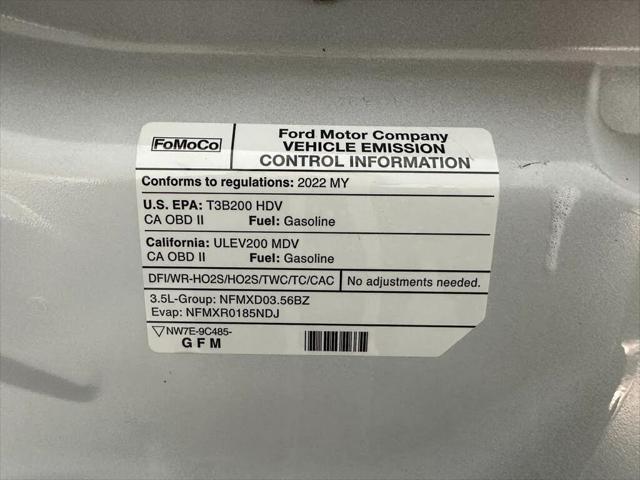 FoMoCo
Ford Motor Company
VEHICLE EMISSION
CONTROL INFORMATION
Conforms to regulations: 2022 MY
U.S. EPA: T3B200 HDV
CA OBD II Fuel: Gasoline
California: ULEV200 MDV
CA OBD II Fuel: Gasoline
DFI/WR-HO2S/HO2S/TWC/TC/CAC No adjustments needed.
3.5L-Group: NFMXD03.56BZ
Evap: NFMXR0185NDJ
NW7E-9C485-
GFM